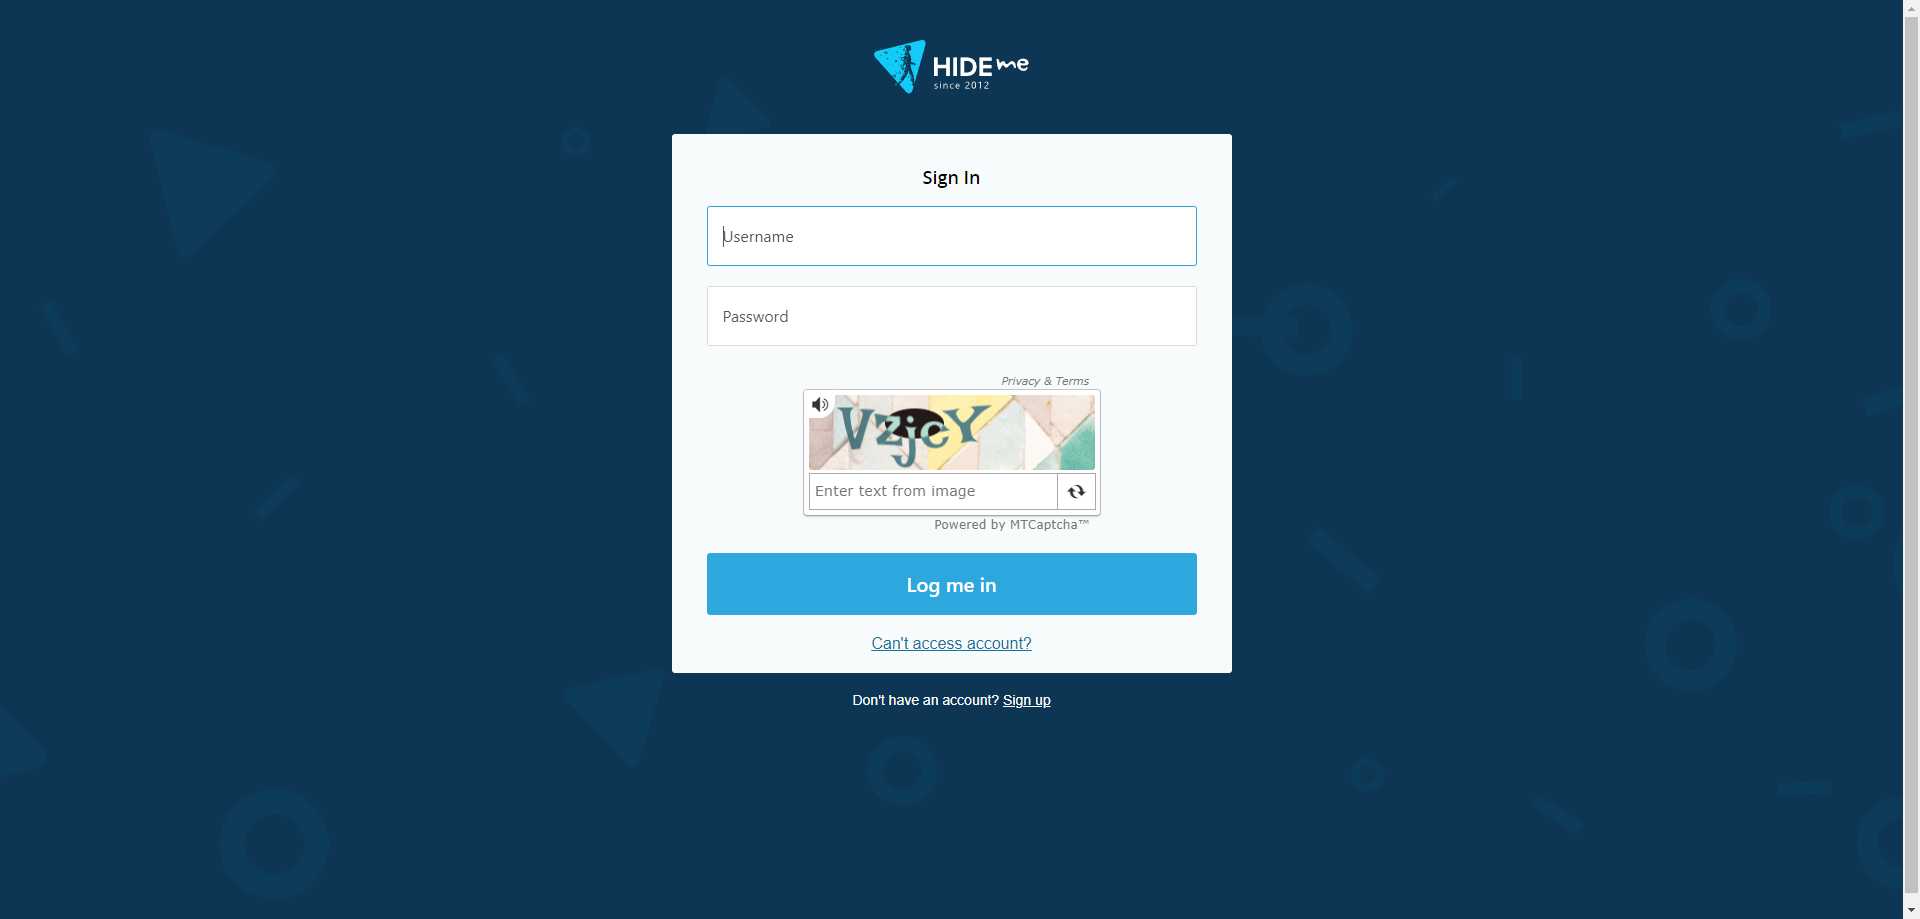 HIDE me
since 2012
Sign In
Username
Password
Privacy & Terms
VzjcY
Enter text from image
Powered by MTCaptcha™
Log me in
Can't access account?
Don't have an account? Sign up